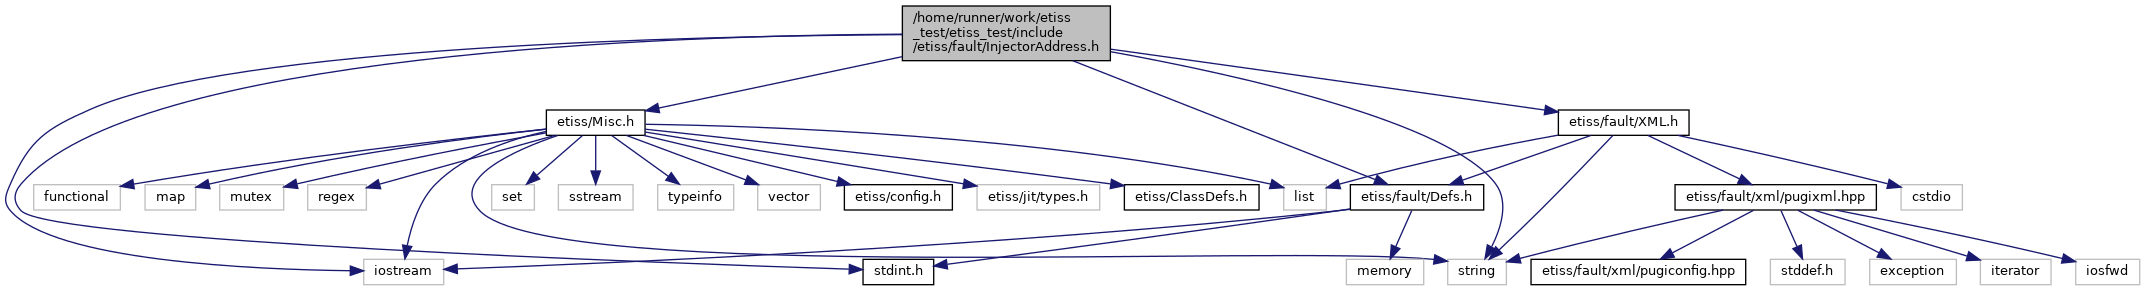 /home/runner/work/etiss
_test/etiss_test/include
/etiss/fault/InjectorAddress.h
etiss/Misc.h
etiss/fault/XML.h
functional
map
mutex
regex
set
sstream
typeinfo
vector
etiss/config.h
etiss/jit/types.h
etiss/ClassDefs.h
list
etiss/fault/Defs.h
etiss/fault/xml/pugixml.hpp
cstdio
iostream
stdint.h
memory
string
etiss/fault/xml/pugiconfig.hpp
stddef.h
exception
iterator
iosfwd